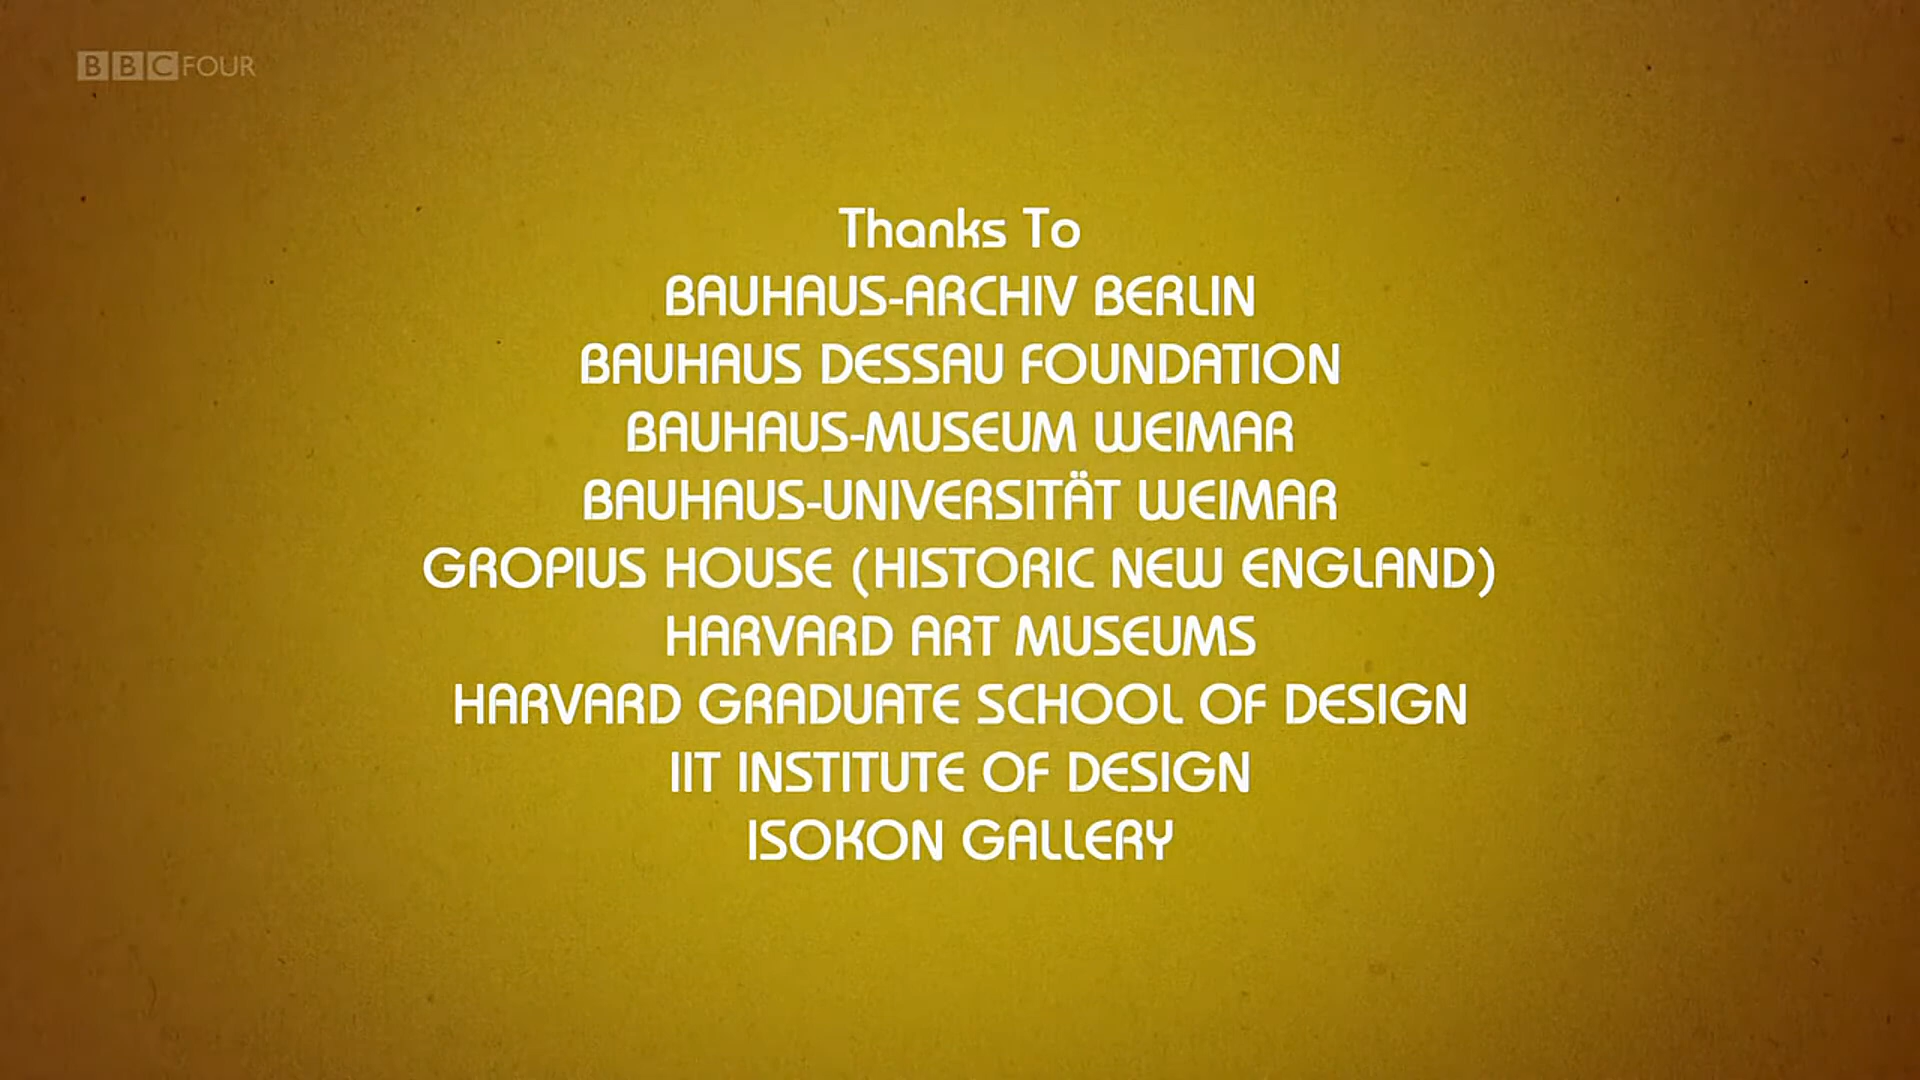 BBC FOUR
Thanks To
BAUHAUS-ARCHIV BERLIN
BAUHAUS DESSAU FOUNDATION
BAUHAUS-MUSEUM WEIMAR
BAUHAUS-UNIVERSITÄT WEIMAR
GROPIUS HOUSE (HISTORIC NEW ENGLAND)
HARVARD ART MUSEUMS
HARVARD GRADUATE SCHOOL OF DESIGN
IIT INSTITUTE OF DESIGN
ISOKON GALLERY